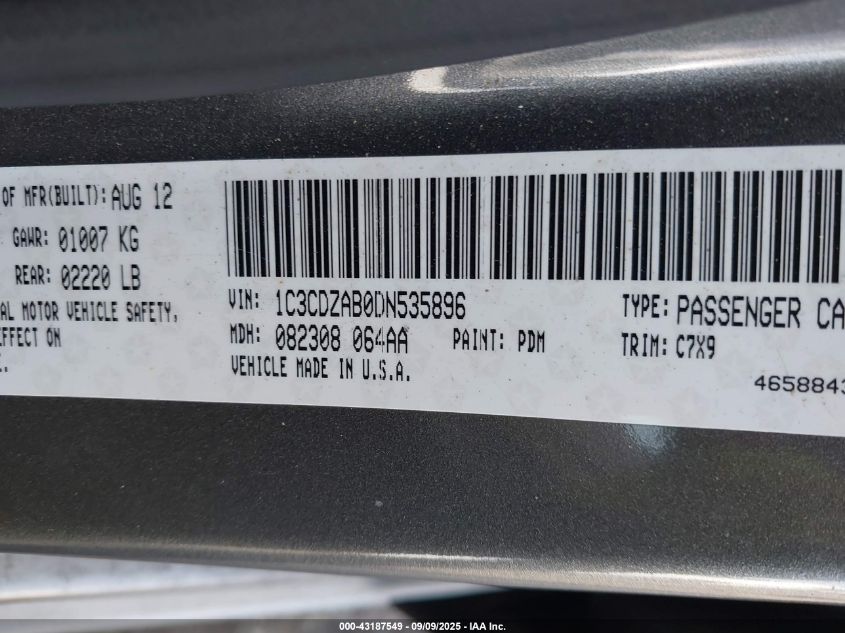 OF MFR(BUILT): AUG 12
GAWR: 01007 KG
REAR: 02220 LB
MOTOR VEHICLE SAFETY,
EFFECT ON
VIN: 1C3CDZAB0DN535896
TYPE: PASSENGER CA
MDH: 082308 064AA
PAINT: PDM
TRIM: C7X9
VEHICLE MADE IN U.S.A.
4658843
000-43187549 - 09/09/2025 - IAA Inc.